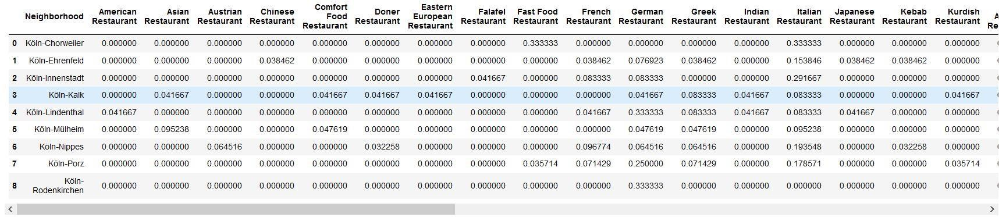 Neighborhood American Restaurant Asian Restaurant Austrian Restaurant Chinese Restaurant Comfort Food Restaurant Doner Restaurant Eastern European Restaurant Falafel Restaurant Fast Food Restaurant French Restaurant German Restaurant Greek Restaurant Indian Restaurant Italian Restaurant Japanese Restaurant Kebab Restaurant Kurdish Restaurant
0 Köln-Chorweiler 0.000000 0.000000 0.000000 0.000000 0.000000 0.000000 0.000000 0.000000 0.333333 0.000000 0.000000 0.000000 0.000000 0.333333 0.000000 0.000000 0.000000
1 Köln-Ehrenfeld 0.000000 0.000000 0.000000 0.038462 0.000000 0.000000 0.000000 0.000000 0.000000 0.038462 0.076923 0.038462 0.000000 0.153846 0.038462 0.038462 0.000000
2 Köln-Innenstadt 0.000000 0.000000 0.000000 0.000000 0.000000 0.000000 0.000000 0.041667 0.000000 0.083333 0.083333 0.000000 0.000000 0.291667 0.000000 0.000000 0.000000
3 Köln-Kalk 0.000000 0.041667 0.000000 0.000000 0.041667 0.041667 0.041667 0.000000 0.000000 0.000000 0.041667 0.083333 0.041667 0.083333 0.000000 0.000000 0.041667
4 Köln-Lindenthal 0.041667 0.000000 0.000000 0.000000 0.000000 0.000000 0.000000 0.000000 0.000000 0.041667 0.333333 0.083333 0.041667 0.083333 0.041667 0.000000 0.000000
5 Köln-Mülheim 0.000000 0.095238 0.000000 0.000000 0.047619 0.000000 0.000000 0.000000 0.000000 0.000000 0.047619 0.047619 0.000000 0.095238 0.000000 0.000000 0.000000
6 Köln-Nippes 0.000000 0.000000 0.064516 0.000000 0.000000 0.032258 0.000000 0.000000 0.000000 0.096774 0.064516 0.064516 0.000000 0.193548 0.000000 0.032258 0.000000
7 Köln-Porz 0.000000 0.000000 0.000000 0.000000 0.000000 0.000000 0.000000 0.000000 0.035714 0.071429 0.250000 0.071429 0.000000 0.178571 0.000000 0.000000 0.035714
8 Köln-Rodenkirchen 0.000000 0.000000 0.000000 0.000000 0.000000 0.000000 0.000000 0.000000 0.000000 0.000000 0.333333 0.000000 0.000000 0.000000 0.000000 0.000000 0.000000